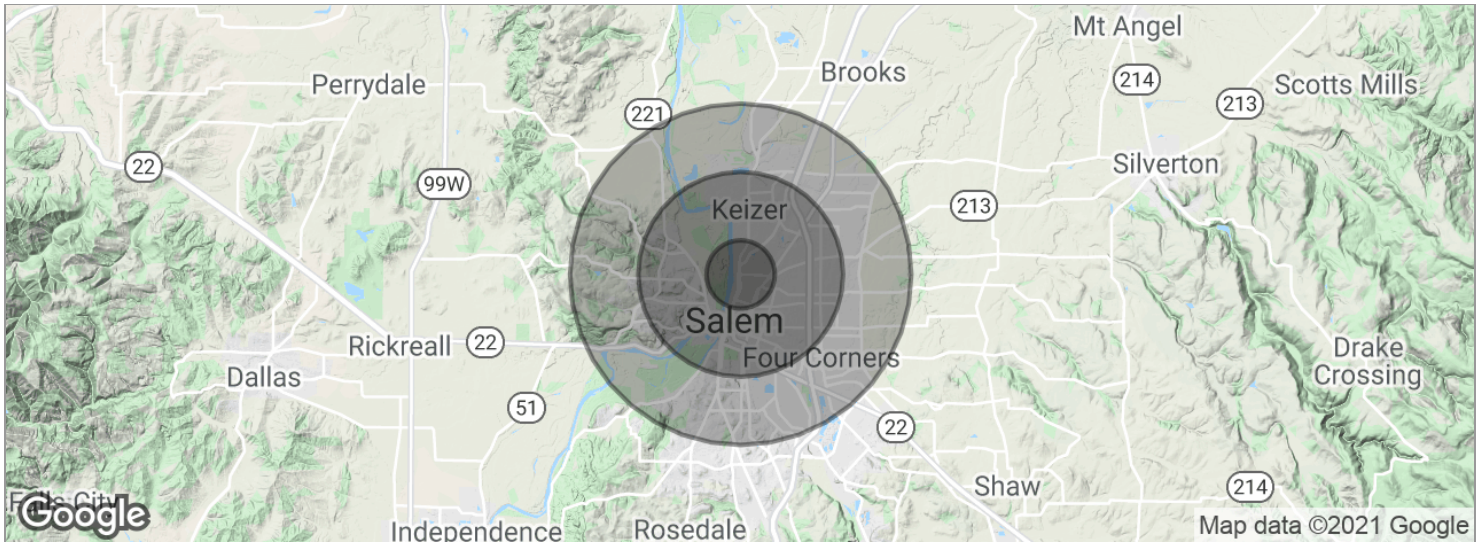 Mt Angel
Brooks
214
Perrydale
Scotts Mills
213
221
22
Silverton
99W
Keizer
213
Salem
Rickreall
22
Four Corners
Drake
Crossing
Dallas
51
22
Shaw
214
Falls City
Google
Independence
Rosedale
Map data ©2021 Google